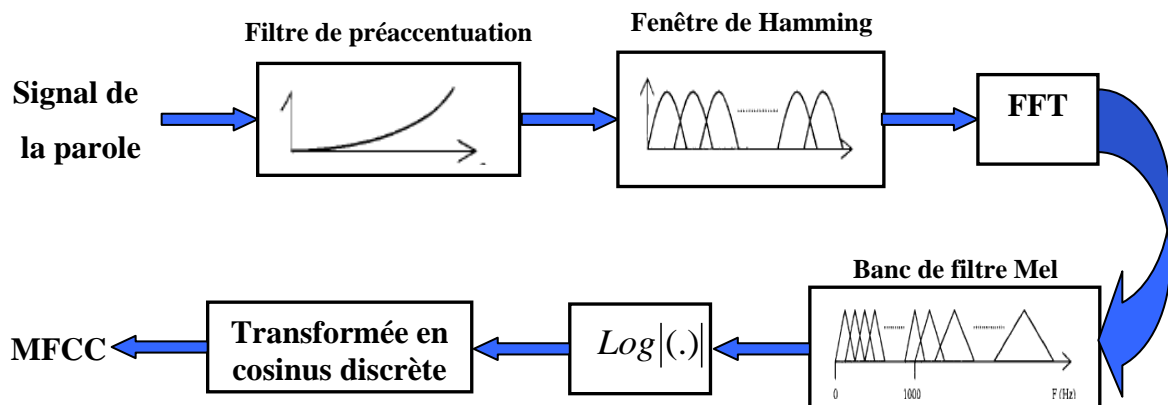 Filtre de préaccentuation
Fenêtre de Hamming
Signal de
la parole
FFT
Banc de filtre Mel
0
1000
F (Hz)
Log|(.)|
Transformée en
cosinus discrète
MFCC